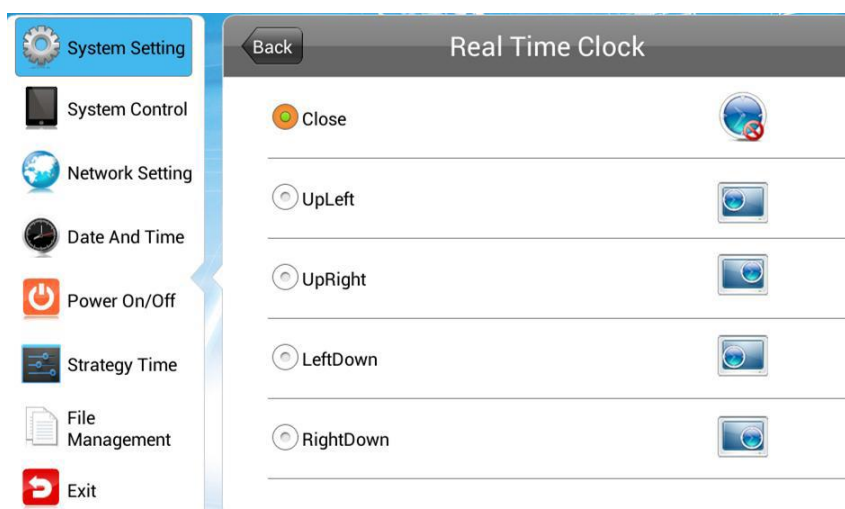 System Setting
System Control
Network Setting
Date And Time
Power On/Off
Strategy Time
File
Management
Exit
Back
Real Time Clock
Close
UpLeft
UpRight
LeftDown
RightDown